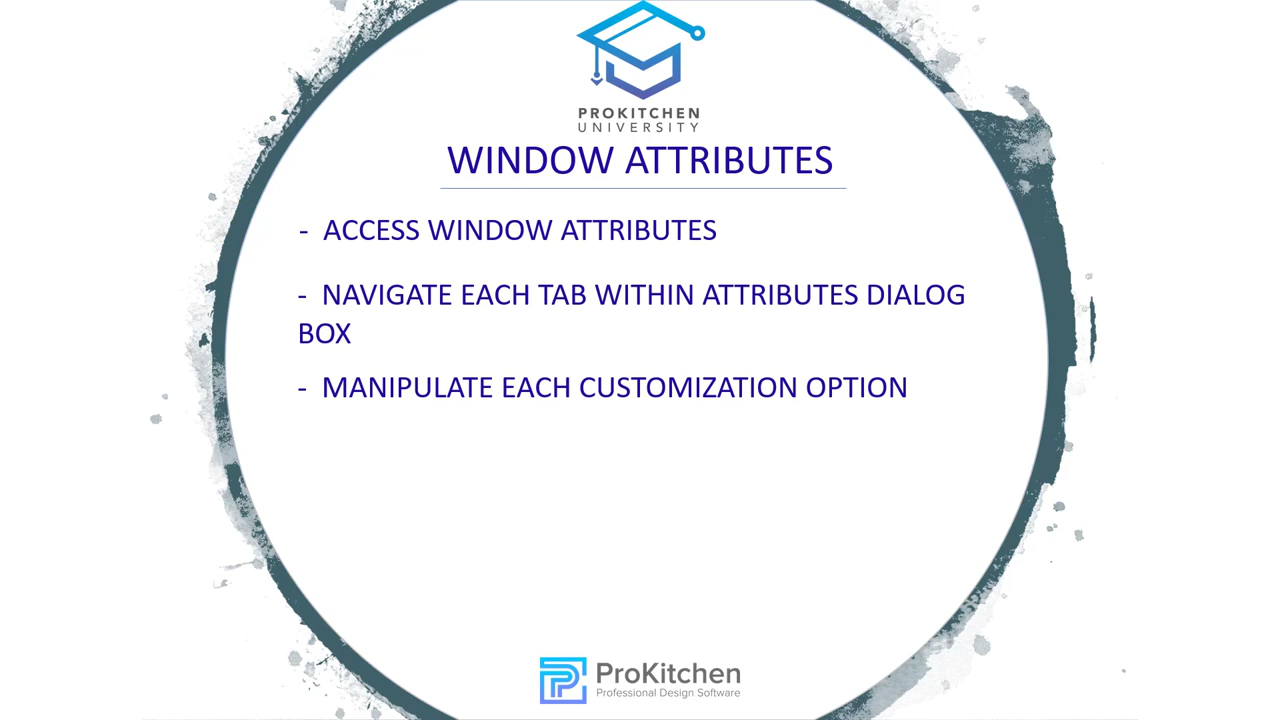 PROKITCHEN
UNIVERSITY
WINDOW ATTRIBUTES
- ACCESS WINDOW ATTRIBUTES
- NAVIGATE EACH TAB WITHIN ATTRIBUTES DIALOG
BOX
- MANIPULATE EACH CUSTOMIZATION OPTION
ProKitchen
Professional Design Software